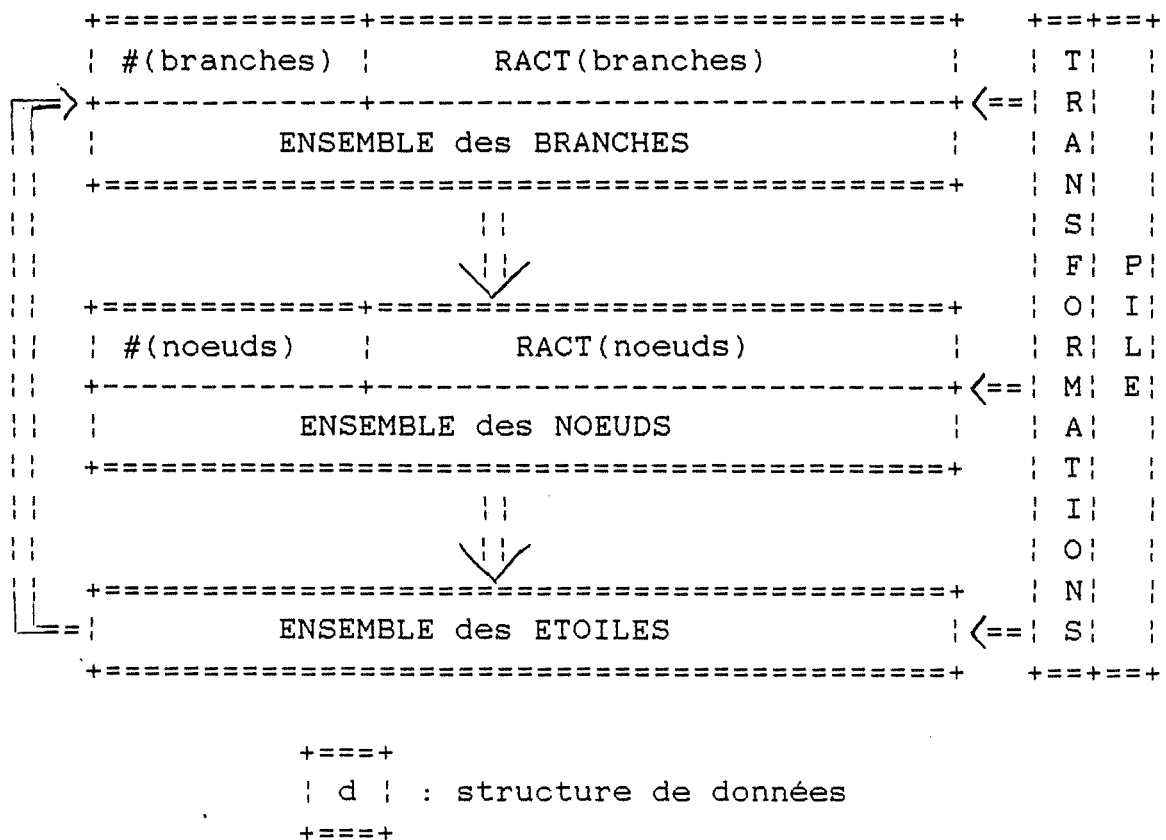 #(branches) RACT(branches)
ENSEMBLE des BRANCHES
#(noeuds) RACT(noeuds)
ENSEMBLE des NOEUDS
ENSEMBLE des ETOILES
TRANSFORMATIONS
PILE
d : structure de données